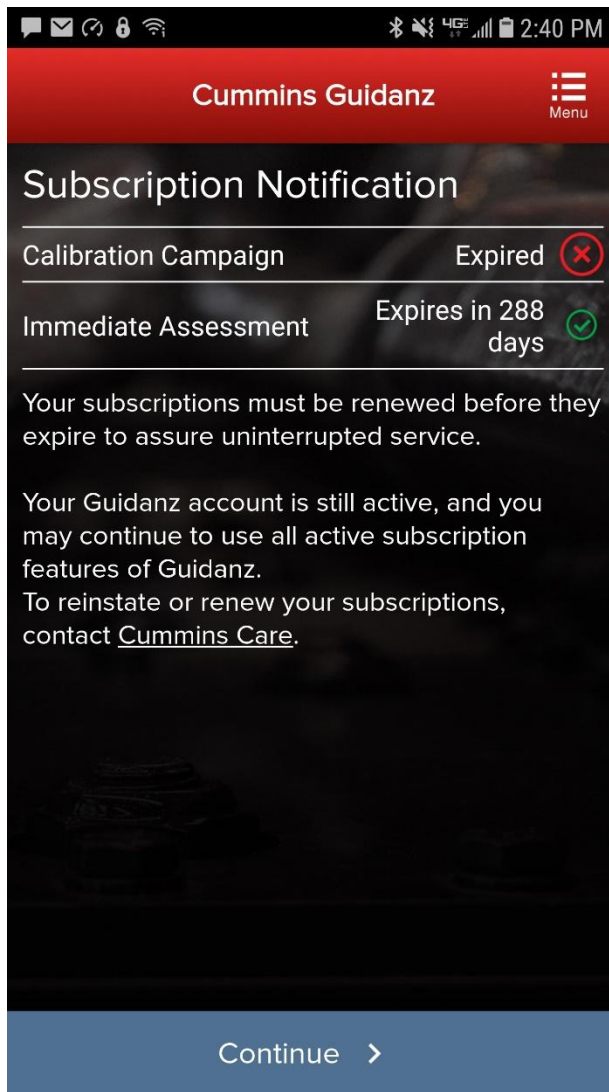 4GE 2:40 PM
Cummins Guidanz
Menu
Subscription Notification
Calibration Campaign Expired
Immediate Assessment Expires in 288
days
Your subscriptions must be renewed before they
expire to assure uninterrupted service.
Your Guidanz account is still active, and you
may continue to use all active subscription
features of Guidanz.
To reinstate or renew your subscriptions,
contact Cummins Care.
Continue